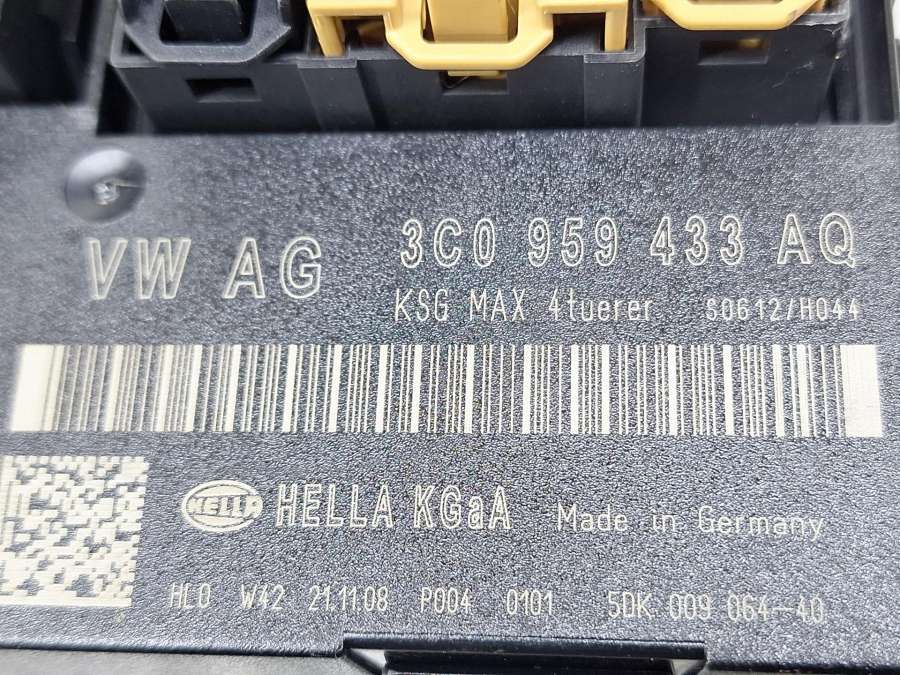 VW AG 3C0 959 433 AQ
KSG MAX 4tuerer S0612/H044
HELLA HELLA KGaA Made in Germany
HLO W42 21.11.08 P004 0101 5DK 009 064-40